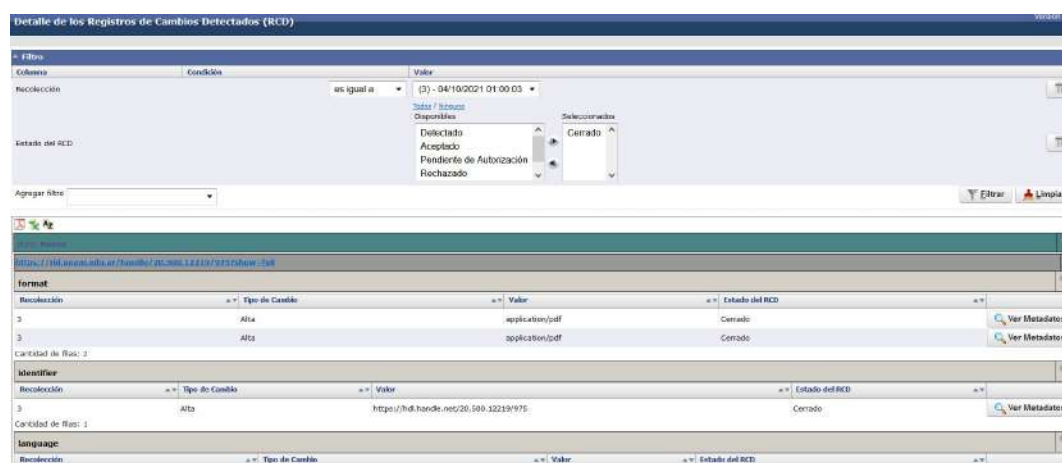 Detalle de los Registros de Cambios Detectados (RCD)
Versión
Filtro
Columna Condición Valor
Recolección es igual a (3) - 04/10/2021 01:00:03
Todos / Ninguno
Disponibles Seleccionados
Estado del RCD
Detectado
Aceptado
Pendiente de Autorización
Rechazado
Cerrado
Agregar filtro
Filtrar Limpia
format
Recolección Tipo de Cambio Valor Estado del RCD
3 Alta application/pdf Cerrado Ver Metadatos
3 Alta application/pdf Cerrado Ver Metadatos
Cantidad de filas: 2
identifier
Recolección Tipo de Cambio Valor Estado del RCD
3 Alta https://hdl.handle.net/20.500.12219/975 Cerrado Ver Metadatos
Cantidad de filas: 1
language
Recolección Tipo de Cambio Valor Estado del RCD